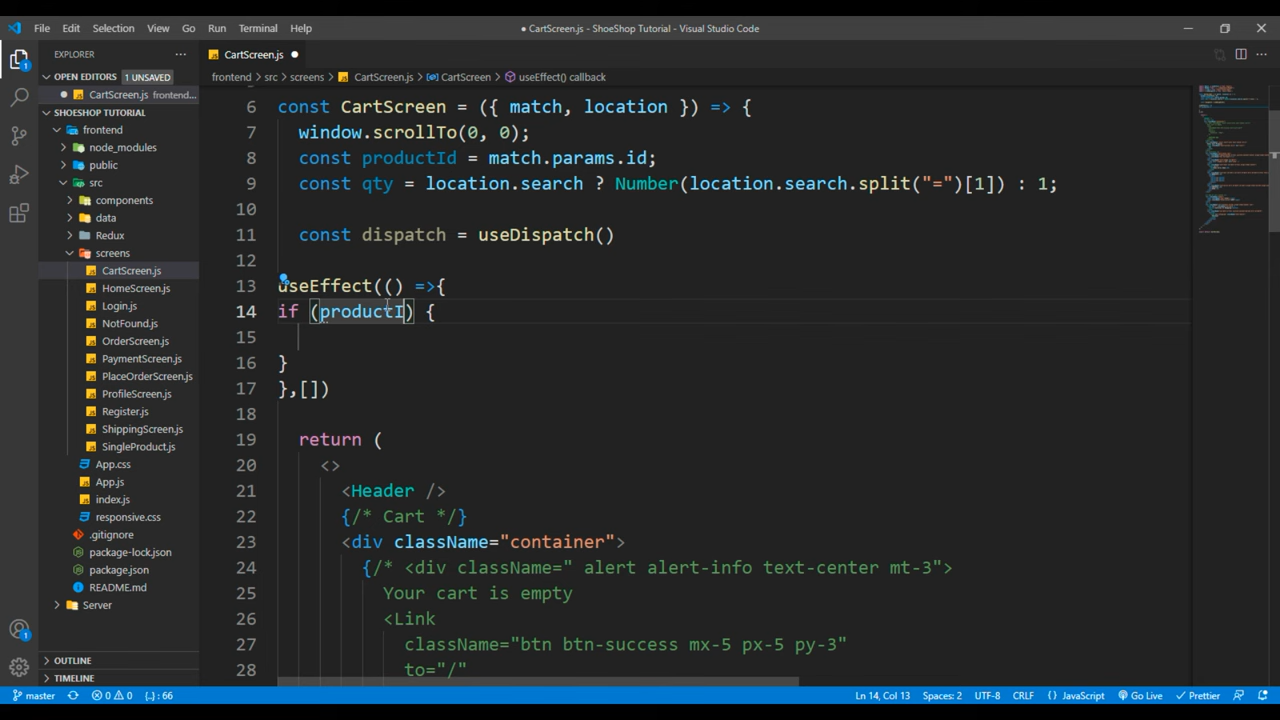 File Edit Selection View Go Run Terminal Help
● CartScreen.js - ShoeShop Tutorial - Visual Studio Code
EXPLORER
OPEN EDITORS 1 UNSAVED
CartScreen.js frontend...
SHOESHOP TUTORIAL
frontend
node_modules
public
src
components
data
Redux
screens
CartScreen.js
HomeScreen.js
Login.js
NotFound.js
OrderScreen.js
PaymentScreen.js
PlaceOrderScreen.js
ProfileScreen.js
Register.js
ShippingScreen.js
SingleProduct.js
App.css
App.js
index.js
responsive.css
.gitignore
package-lock.json
package.json
README.md
Server
OUTLINE
TIMELINE
CartScreen.js ●
frontend > src > screens > CartScreen.js > CartScreen > useEffect() callback
6 const CartScreen = ({ match, location }) => {
7 window.scrollTo(0, 0);
8 const productId = match.params.id;
9 const qty = location.search ? Number(location.search.split("=")[1]) : 1;
10
11 const dispatch = useDispatch()
12
13 useEffect(() =>{
14 if (productI) {
15
16 }
17 },[])
18
19 return (
20 <>
21 <Header />
22 {/* Cart */}
23 <div className="container">
24 {/* <div className=" alert alert-info text-center mt-3">
25 Your cart is empty
26 <Link
27 className="btn btn-success mx-5 px-5 py-3"
28 to="/"
master 0 0 {..} : 66 Ln 14, Col 13 Spaces: 2 UTF-8 CRLF {} JavaScript Go Live Prettier